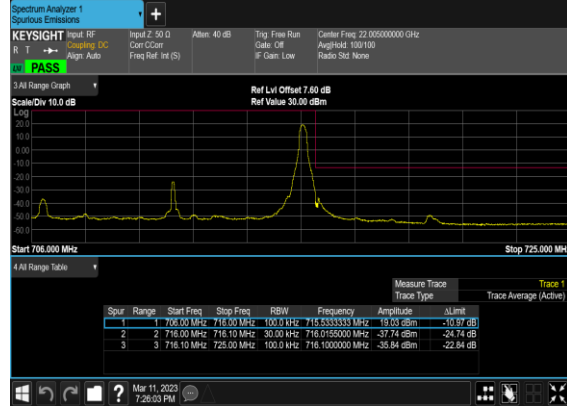 Spectrum Analyzer 1
Spurious Emissions
KEYSIGHT Input: RF Input Z: 50 Ω Atten: 40 dB Trig: Free Run Center Freq: 22.005000000 GHz
R T Coupling: DC Corr CCorr Gate: Off Avg|Hold: 100/100
Align: Auto Freq Ref: Int (S) IF Gain: Low Radio Std: None
LW PASS
3 All Range Graph
Ref Lvl Offset 7.60 dB
Scale/Div 10.0 dB Ref Value 30.00 dBm
Log
20.0
10.0
0.00
-10.0
-20.0
-30.0
-40.0
-50.0
-60.0
Start 706.000 MHz Stop 725.000 MH
4 All Range Table
Measure Trace Trace 1
Trace Type Trace Average (Active)
Spur Range Start Freq Stop Freq RBW Frequency Amplitude ΔLimit
1 1 706.00 MHz 716.00 MHz 100.0 kHz 715.5333333 MHz 19.03 dBm -10.97 dB
2 2 716.00 MHz 716.10 MHz 30.00 kHz 716.0155000 MHz -37.74 dBm -24.74 dB
3 3 716.10 MHz 725.00 MHz 100.0 kHz 716.1000000 MHz -35.84 dBm -22.84 dB
? Mar 11, 2023
7:26:03 PM